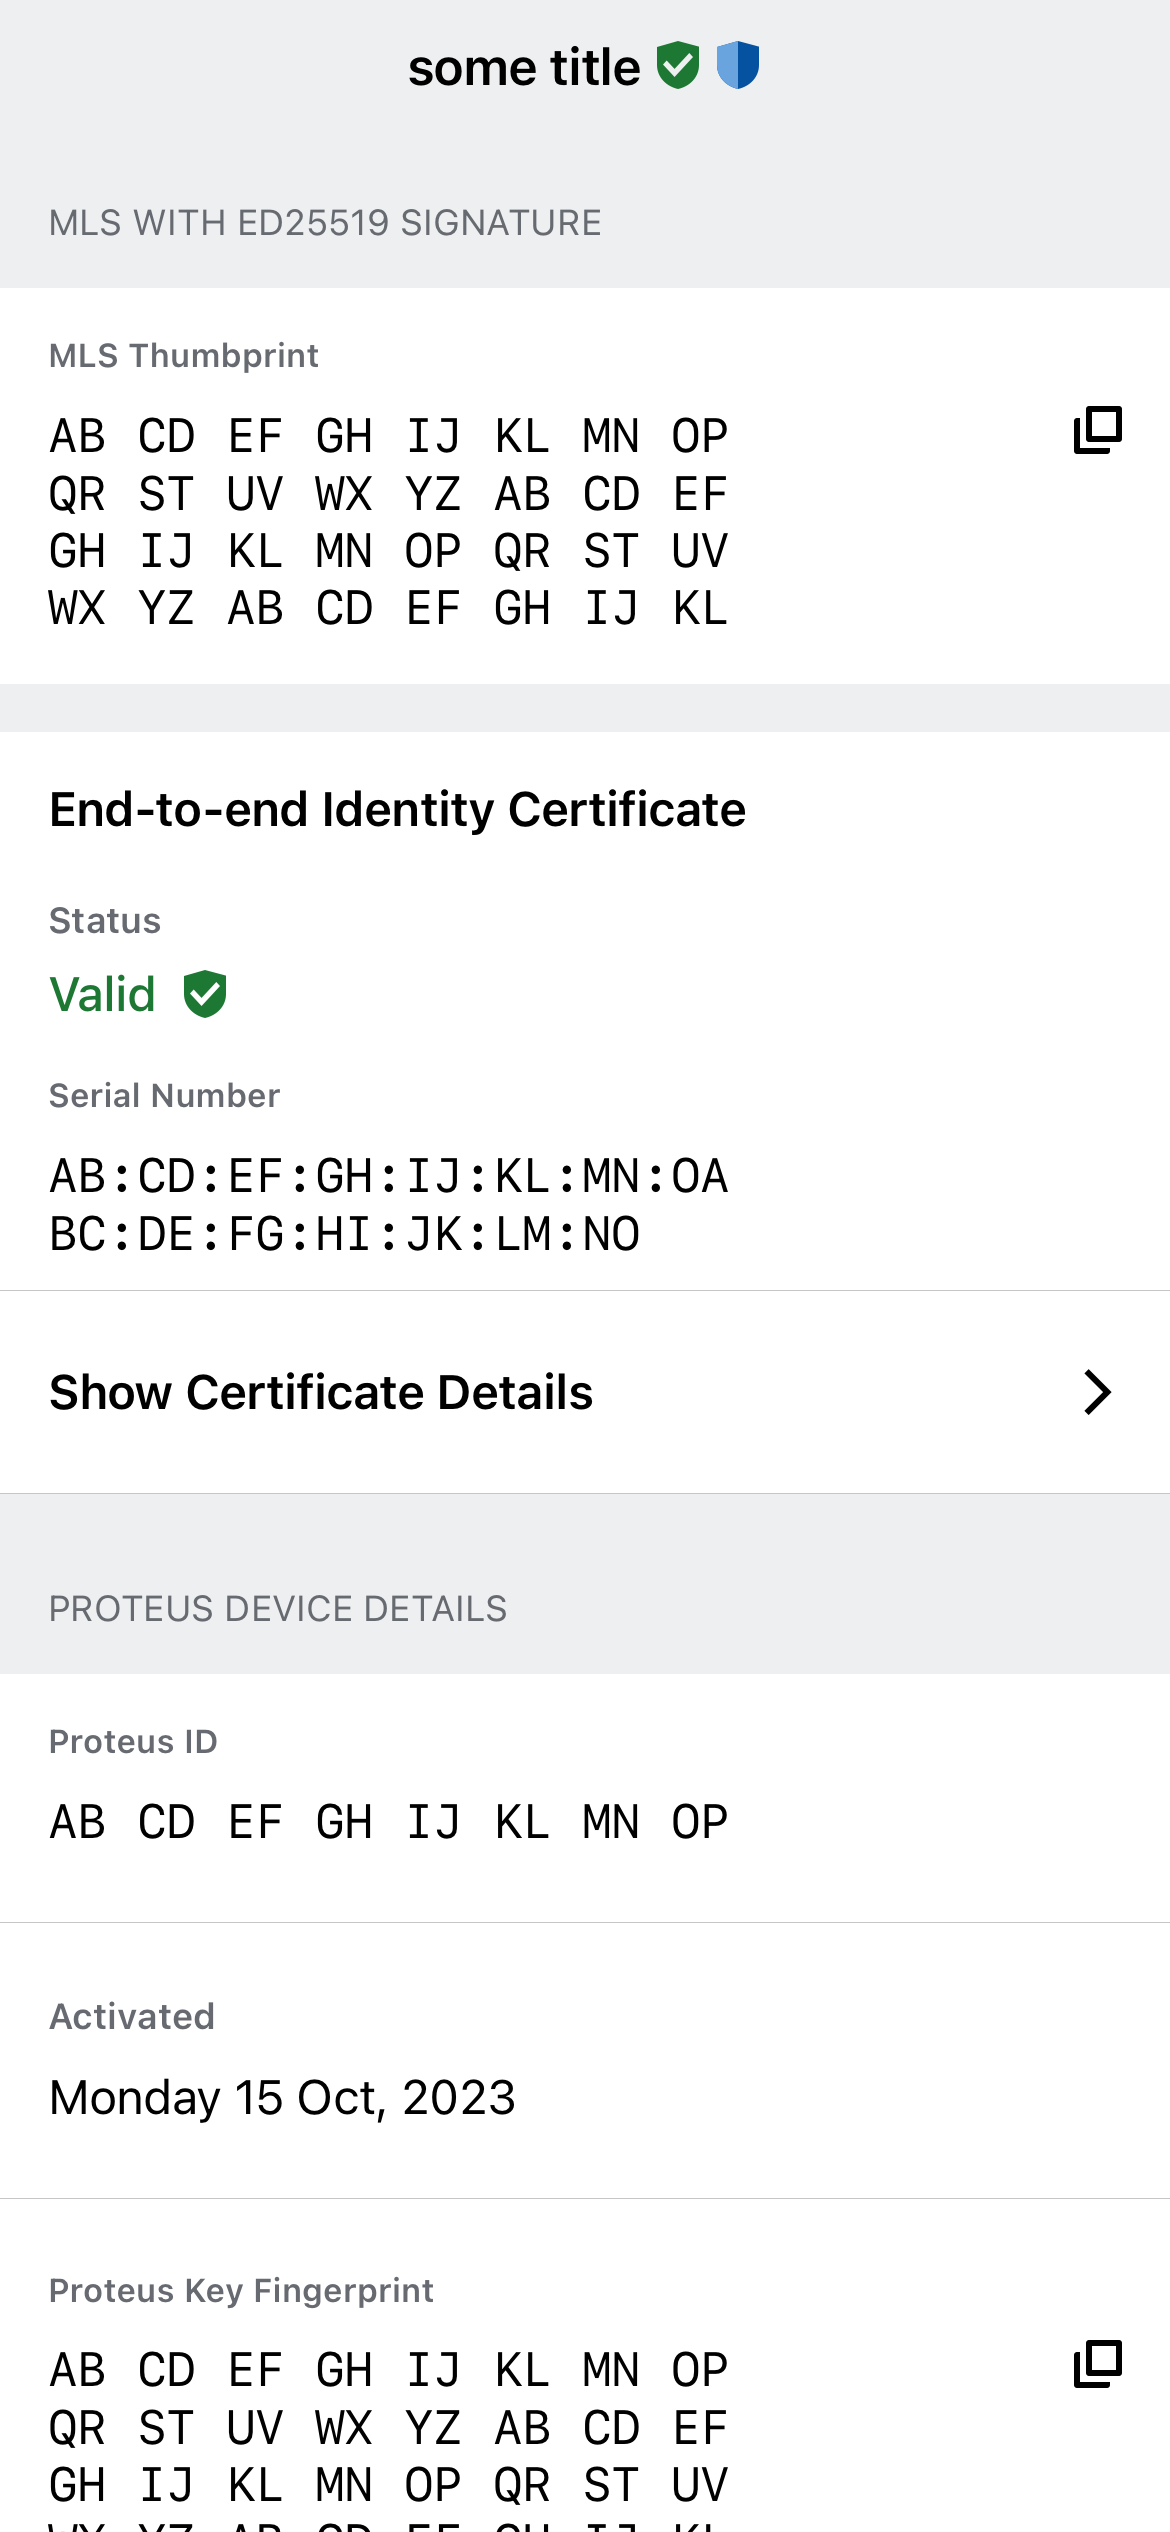 some title
MLS WITH ED25519 SIGNATURE
MLS Thumbprint
AB CD EF GH IJ KL MN OP
QR ST UV WX YZ AB CD EF
GH IJ KL MN OP QR ST UV
WX YZ AB CD EF GH IJ KL
End-to-end Identity Certificate
Status
Valid
Serial Number
AB:CD:EF:GH:IJ:KL:MN:OA
BC:DE:FG:HI:JK:LM:NO
Show Certificate Details
PROTEUS DEVICE DETAILS
Proteus ID
AB CD EF GH IJ KL MN OP
Activated
Monday 15 Oct, 2023
Proteus Key Fingerprint
AB CD EF GH IJ KL MN OP
QR ST UV WX YZ AB CD EF
GH IJ KL MN OP QR ST UV